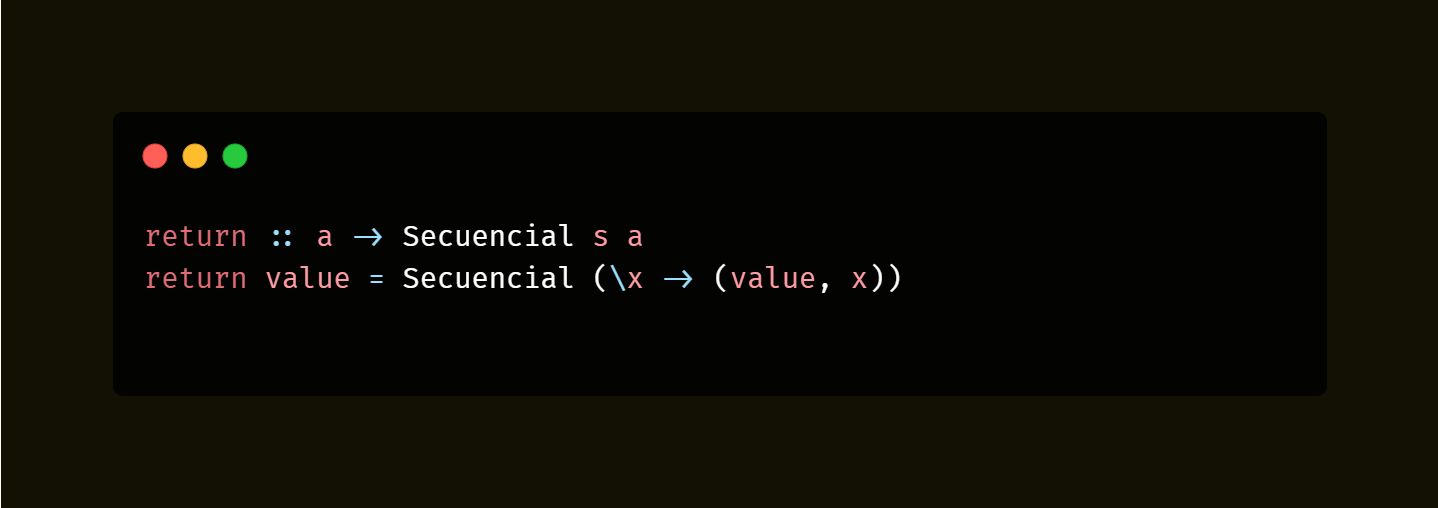 return :: a -> Secuencial s a
return value = Secuencial (\x -> (value, x))